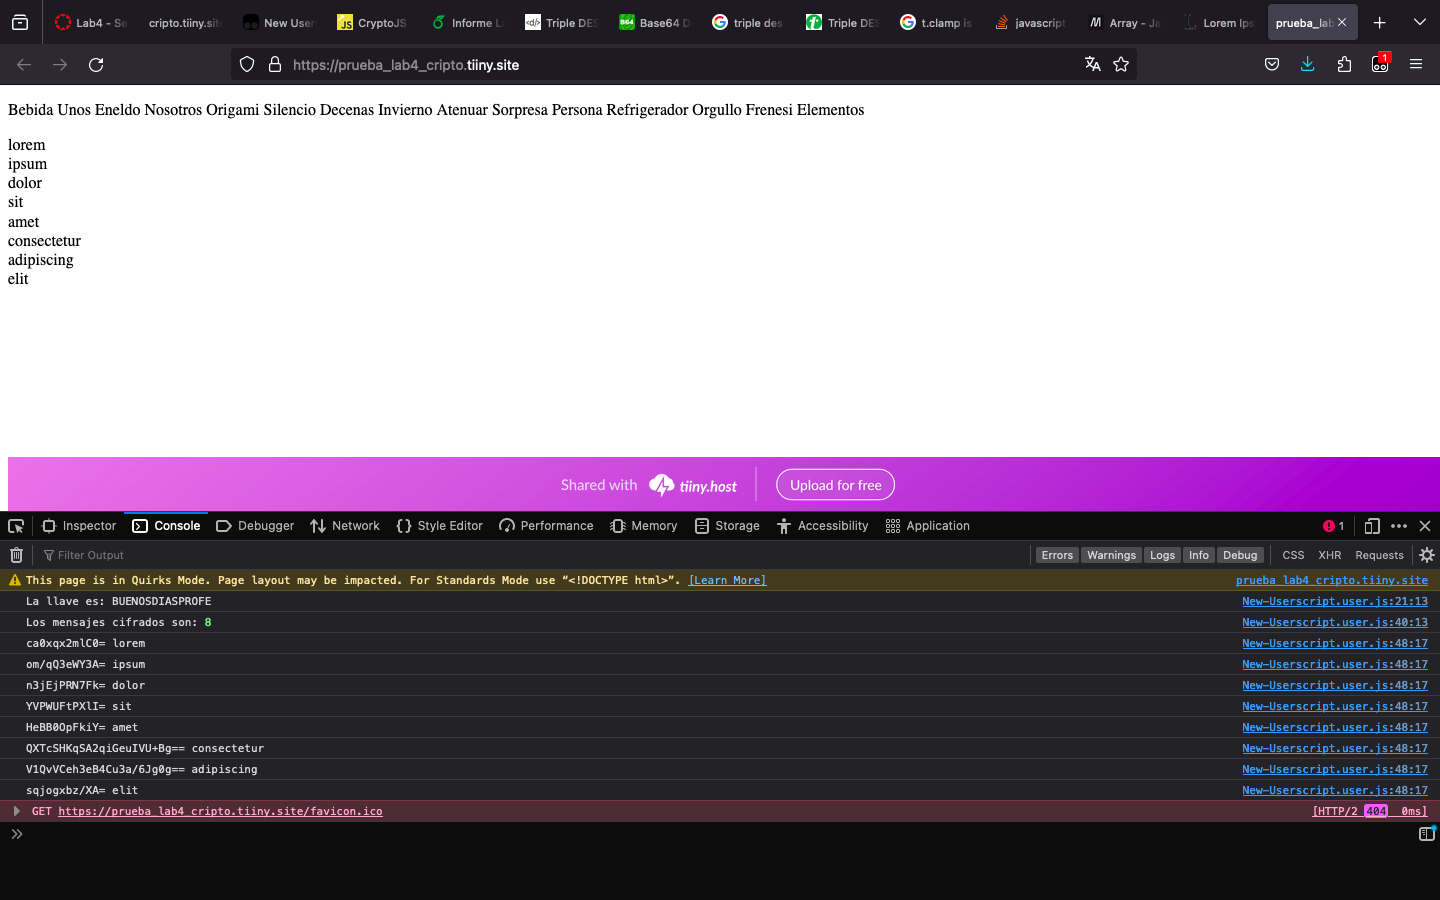 Lab4 - Se cripto.tiiny.site New User CryptoJS Informe L Triple DES Base64 D triple des Triple DES t.clamp is javascript Array - Ja Lorem Ips prueba_lab
https://prueba_lab4_cripto.tiiny.site 1
Bebida Unos Eneldo Nosotros Origami Silencio Decenas Invierno Atenuar Sorpresa Persona Refrigerador Orgullo Frenesi Elementos
lorem
ipsum
dolor
sit
amet
consectetur
adipiscing
elit
Shared with tiiny.host Upload for free
Inspector Console Debugger Network Style Editor Performance Memory Storage Accessibility Application 1
Filter Output Errors Warnings Logs Info Debug CSS XHR Requests
This page is in Quirks Mode. Page layout may be impacted. For Standards Mode use “<!DOCTYPE html>”. [Learn More] prueba_lab4_cripto.tiiny.site
La llave es: BUENOSDIASPROFE New-Userscript.user.js:21:13
Los mensajes cifrados son: 8 New-Userscript.user.js:40:13
ca0xqx2mlC0= lorem New-Userscript.user.js:48:17
om/qQ3eWY3A= ipsum New-Userscript.user.js:48:17
n3jEjPRN7Fk= dolor New-Userscript.user.js:48:17
YVPWUFtPXlI= sit New-Userscript.user.js:48:17
HeBB0OpFkiY= amet New-Userscript.user.js:48:17
QXTcSHKqSA2qiGeuIVU+Bg== consectetur New-Userscript.user.js:48:17
V1QvVCeh3eB4Cu3a/6Jg0g== adipiscing New-Userscript.user.js:48:17
sqjogxbz/XA= elit New-Userscript.user.js:48:17
GET https://prueba_lab4_cripto.tiiny.site/favicon.ico [HTTP/2 404 0ms]